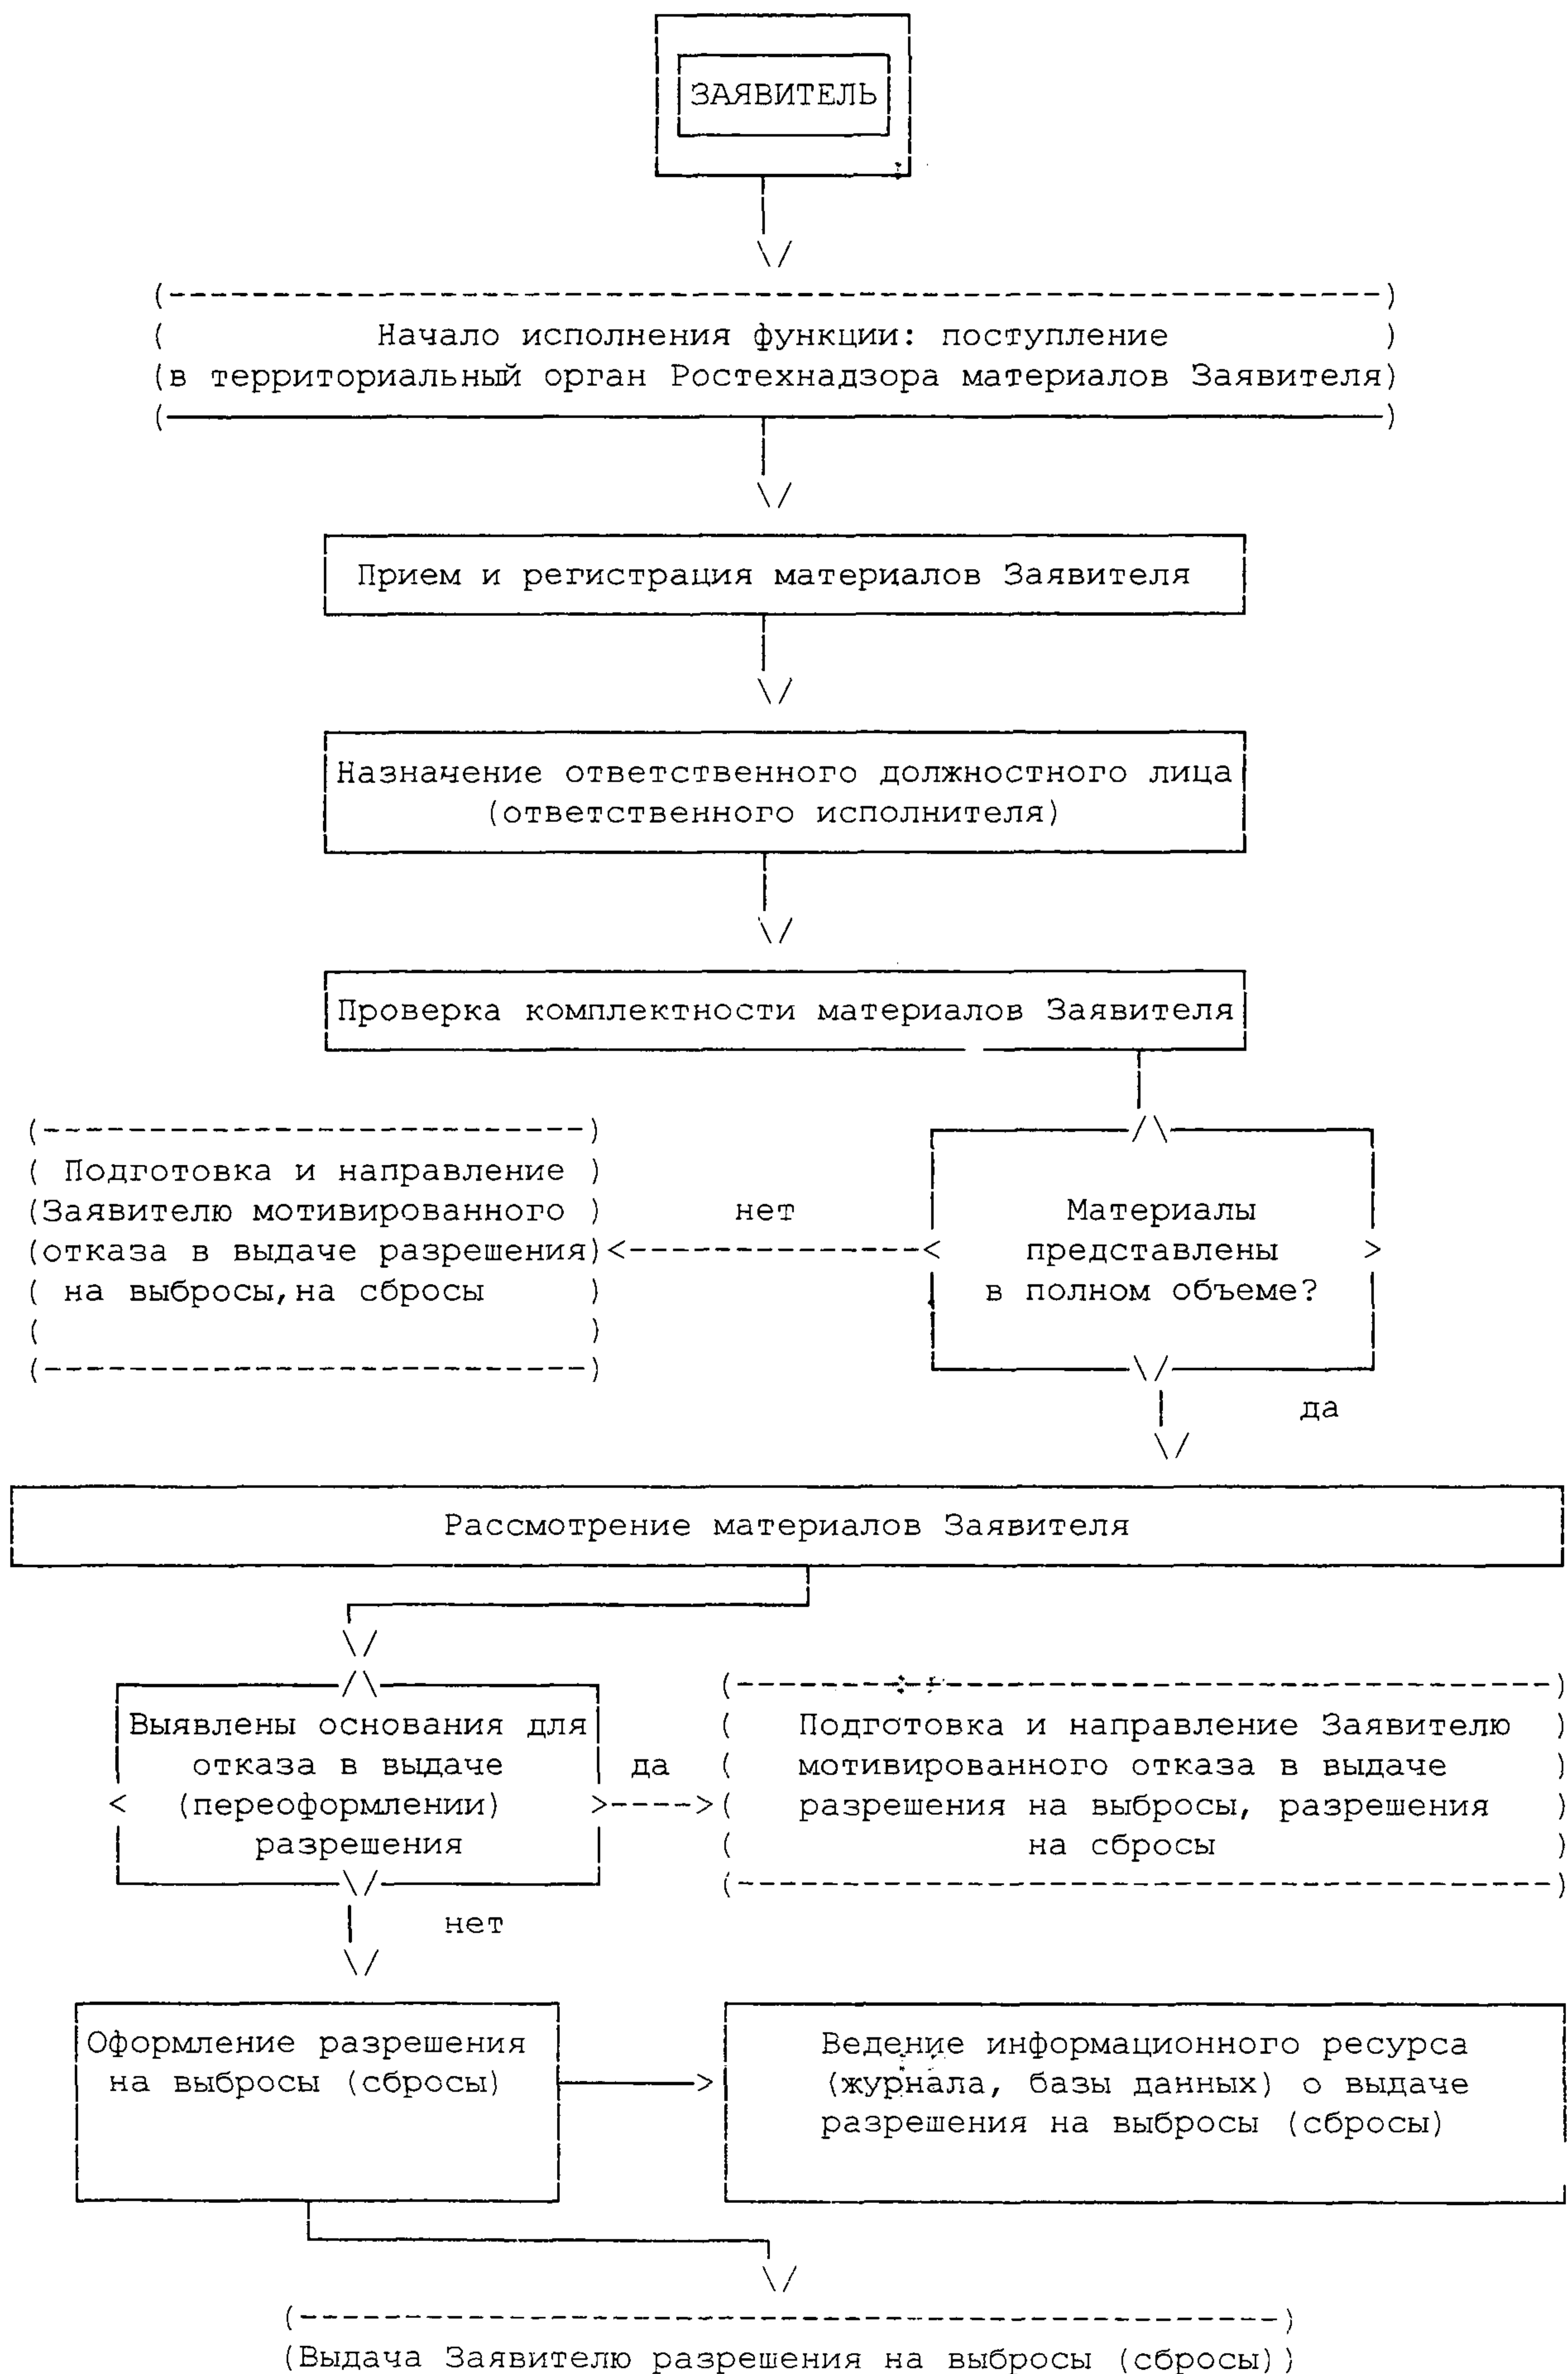 ЗАЯВИТЕЛЬ
Начало исполнения функции: поступление
в территориальный орган Ростехнадзора материалов Заявителя
Прием и регистрация материалов Заявителя
Назначение ответственного должностного лица
(ответственного исполнителя)
Проверка комплектности материалов Заявителя
Подготовка и направление
Заявителю мотивированного
отказа в выдаче разрешения
на выбросы, на сбросы
нет
Материалы
представлены
в полном объеме?
да
Рассмотрение материалов Заявителя
Выявлены основания для
отказа в выдаче
(переоформлении)
разрешения
да
Подготовка и направление Заявителю
мотивированного отказа в выдаче
разрешения на выбросы, разрешения
на сбросы
нет
Оформление разрешения
на выбросы (сбросы)
Ведение информационного ресурса
(журнала, базы данных) о выдаче
разрешения на выбросы (сбросы)
Выдача Заявителю разрешения на выбросы (сбросы)